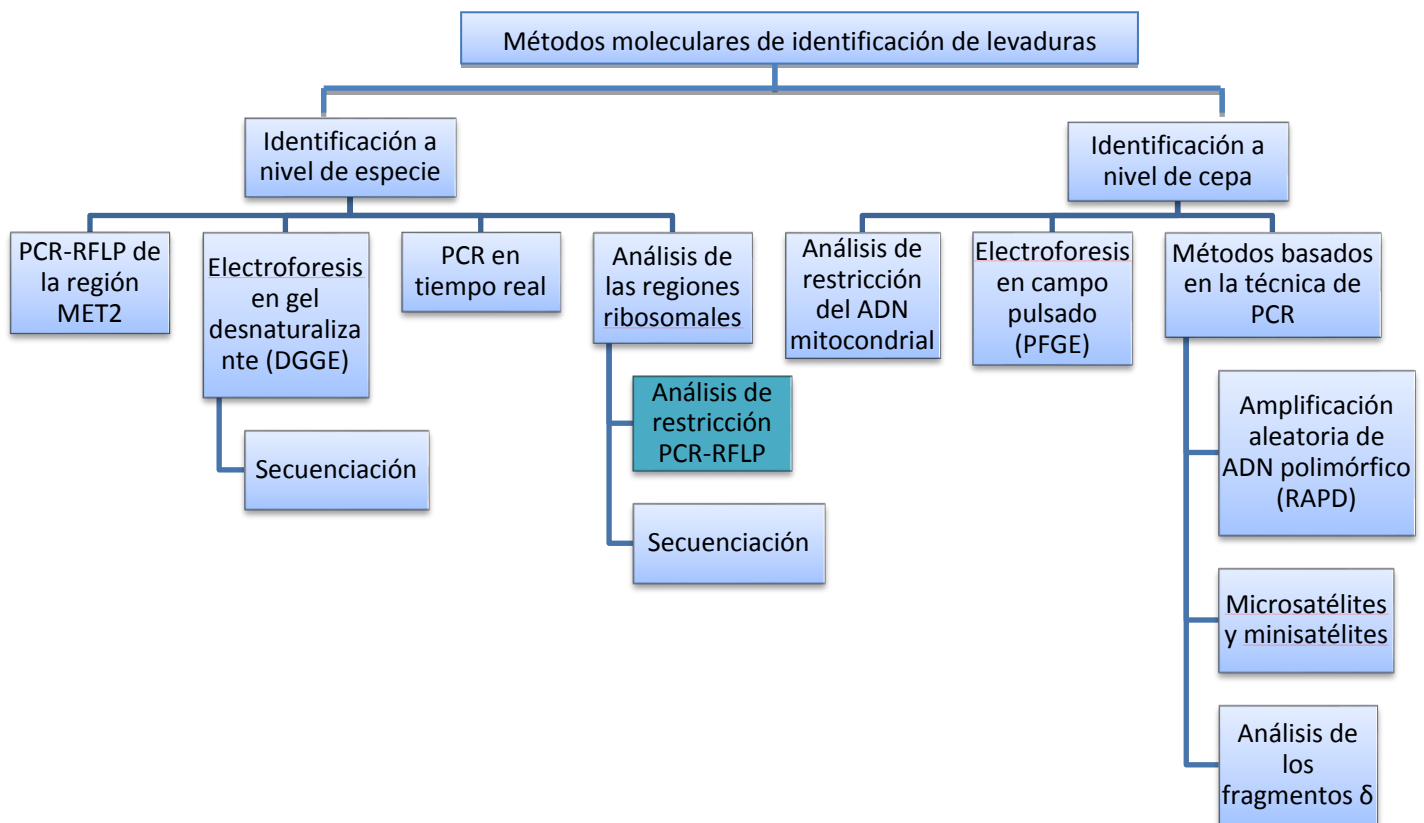 Métodos moleculares de identificación de levaduras
Identificación a
nivel de especie
Identificación a
nivel de cepa
PCR-RFLP de
la región
MET2
Electroforesis
en gel
desnaturaliza
nte (DGGE)
PCR en
tiempo real
Análisis de
las regiones
ribosomales
Análisis de
restricción
del ADN
mitocondrial
Electroforesis
en campo
pulsado
(PFGE)
Métodos basados
en la técnica de
PCR
Secuenciación
Análisis de
restricción
PCR-RFLP
Secuenciación
Amplificación
aleatoria de
ADN polimórfico
(RAPD)
Microsatélites
y minisatélites
Análisis de
los
fragmentos δ